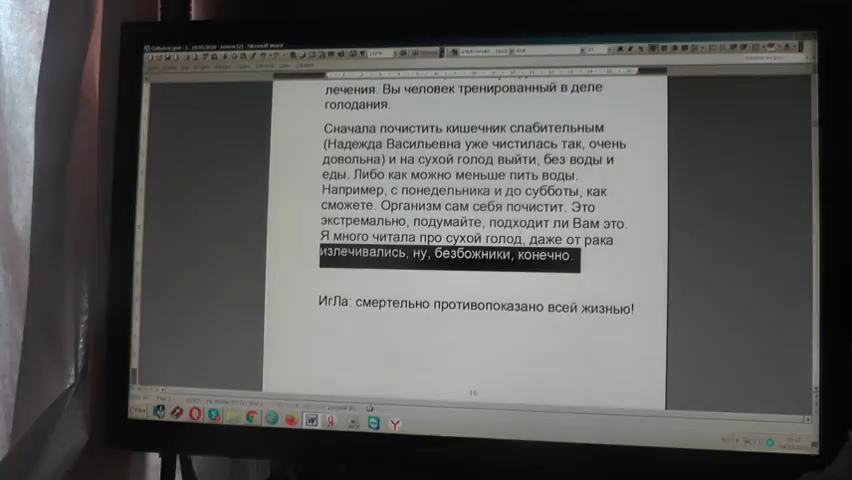 лечения. Вы человек тренированный в деле
голодания.
Сначала почистить кишечник слабительным
(Надежда Васильевна уже чистилась так, очень
довольна) и на сухой голод выйти, без воды и
еды. Либо как можно меньше пить воды.
Например, с понедельника и до субботы, как
сможете. Организм сам себя почистит. Это
экстремально, подумайте, подходит ли Вам это.
Я много читала про сухой голод, даже от рака
излечивались, ну, безбожники, конечно.
ИгЛа: смертельно противопоказано всей жизнью!
16